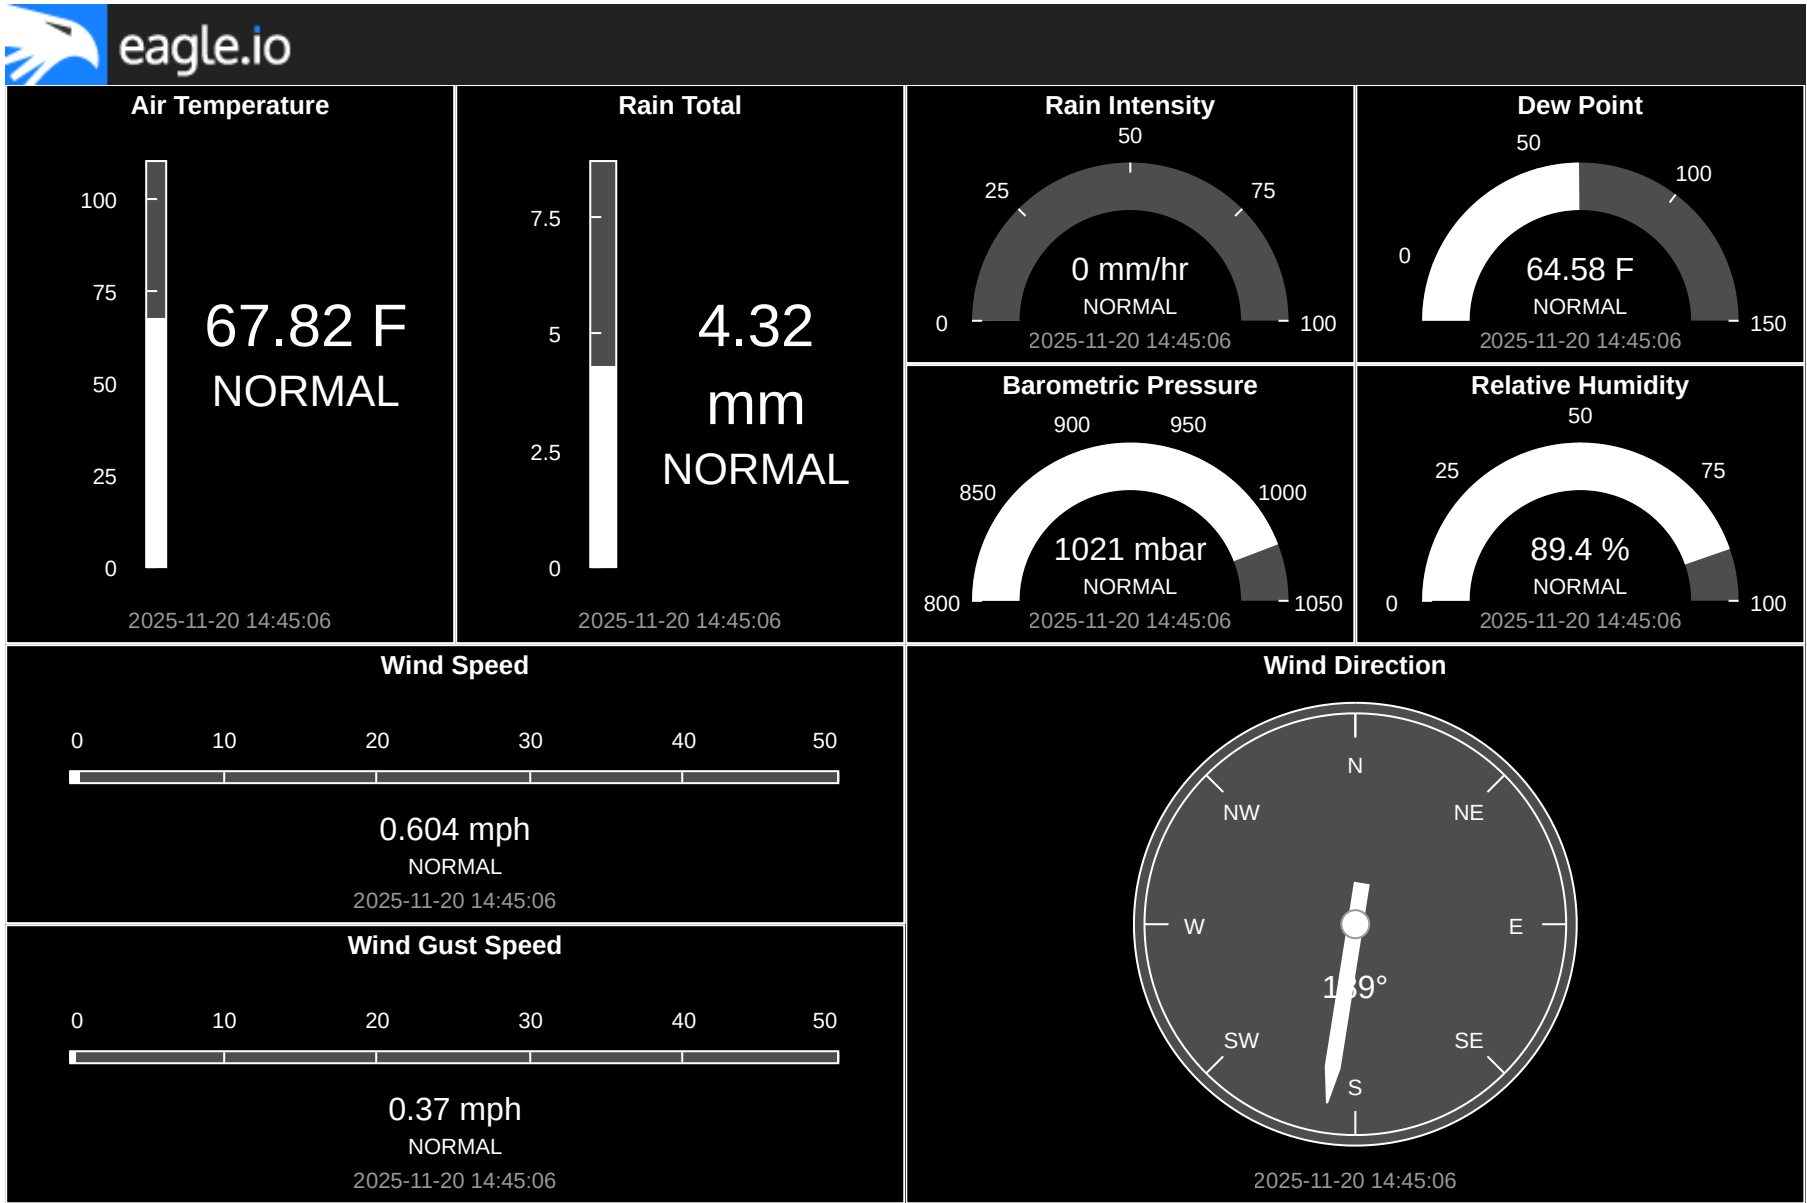 eagle.io
Air Temperature
100
75
50
25
0
67.82 F
NORMAL
2025-11-20 14:45:06
Rain Total
7.5
5
2.5
0
4.32
mm
NORMAL
2025-11-20 14:45:06
Rain Intensity
50
25
75
0
100
0 mm/hr
NORMAL
2025-11-20 14:45:06
Dew Point
50
100
0
150
64.58 F
NORMAL
2025-11-20 14:45:06
Barometric Pressure
900
950
850
1000
800
1050
1021 mbar
NORMAL
2025-11-20 14:45:06
Relative Humidity
50
25
75
0
100
89.4 %
NORMAL
2025-11-20 14:45:06
Wind Speed
0 10 20 30 40 50
0.604 mph
NORMAL
2025-11-20 14:45:06
Wind Gust Speed
0 10 20 30 40 50
0.37 mph
NORMAL
2025-11-20 14:45:06
Wind Direction
N
NW NE
W E
189°
SW SE
S
2025-11-20 14:45:06